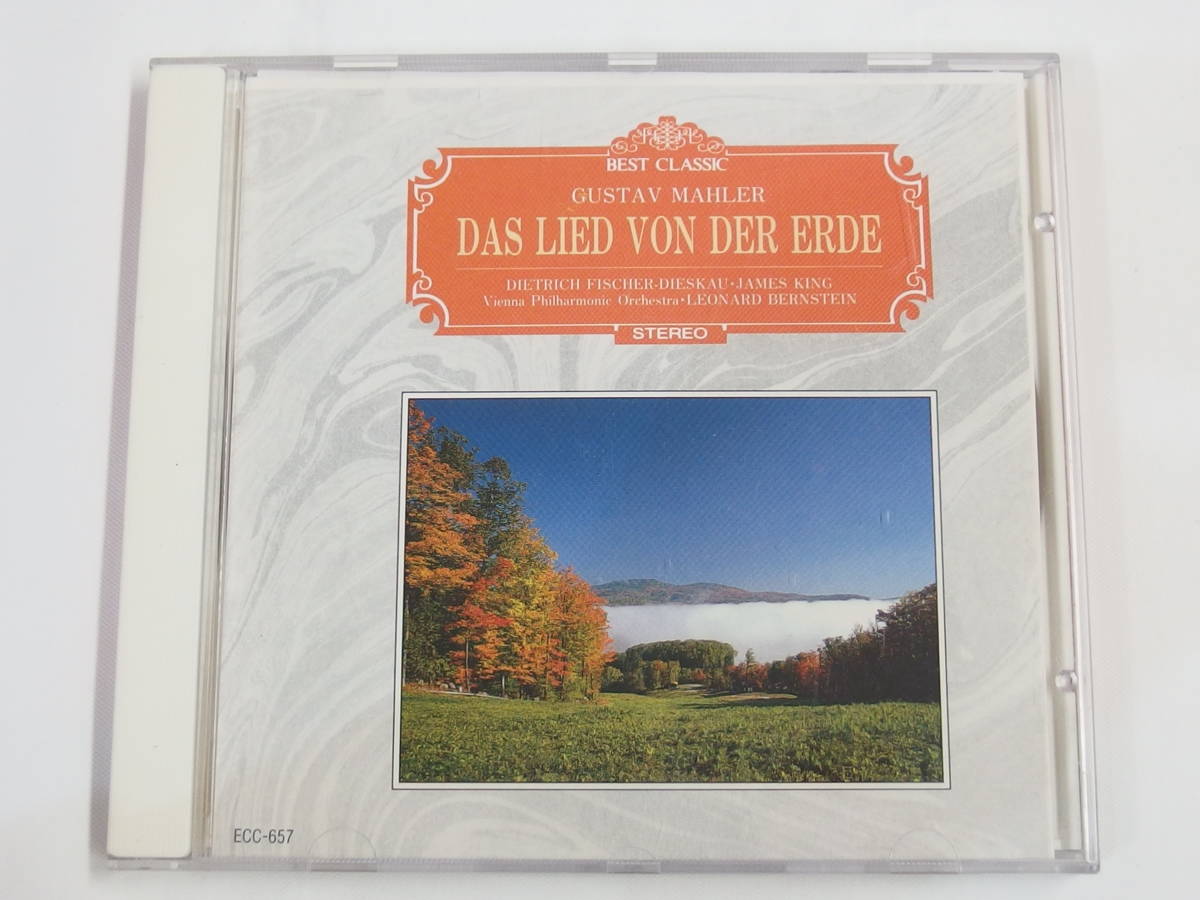 BEST CLASSIC
GUSTAV MAHLER
DAS LIED VON DER ERDE
DIETRICH FISCHER-DIESKAU・JAMES KING
Vienna Philharmonic Orchestra・LEONARD BERNSTEIN
STEREO
ECC-657